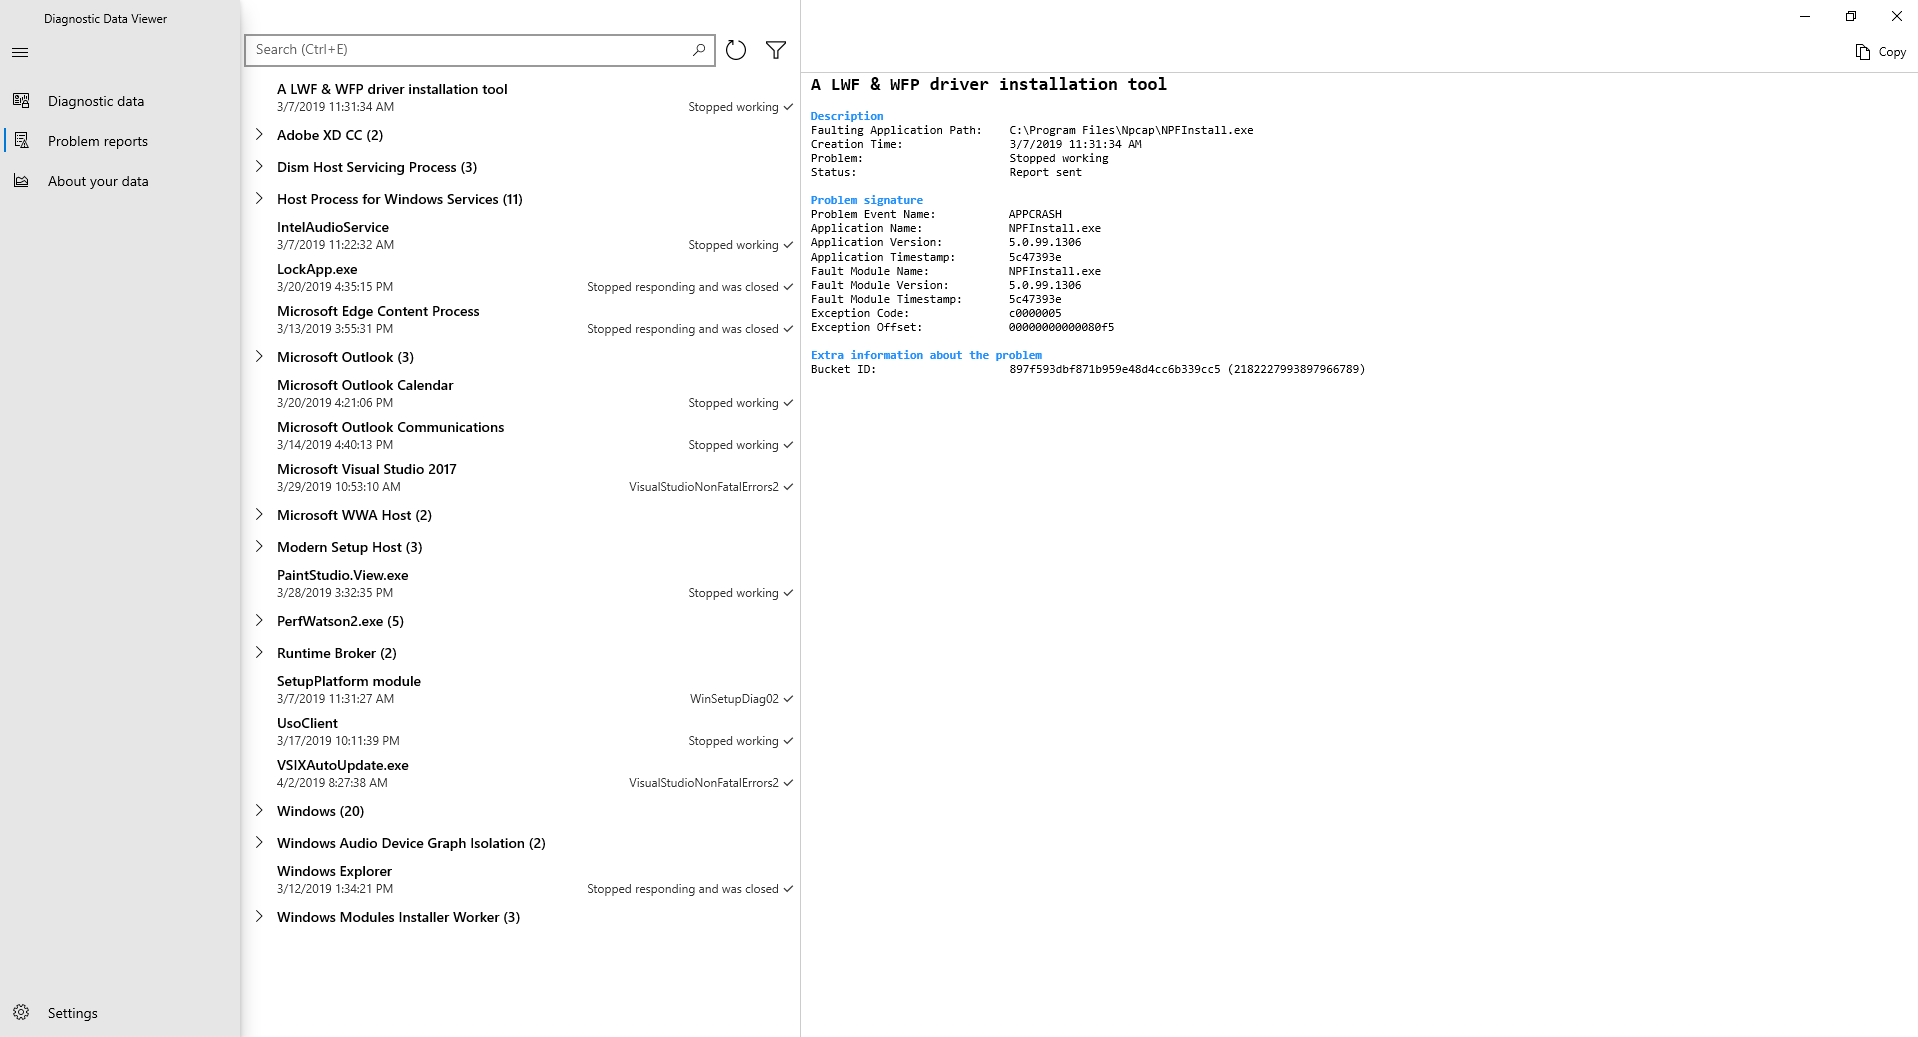 Diagnostic Data Viewer
Diagnostic data
Problem reports
About your data
Settings
Search (Ctrl+E)
A LWF & WFP driver installation tool
3/7/2019 11:31:34 AM Stopped working
Adobe XD CC (2)
Dism Host Servicing Process (3)
Host Process for Windows Services (11)
IntelAudioService
3/7/2019 11:22:32 AM Stopped working
LockApp.exe
3/20/2019 4:35:15 PM Stopped responding and was closed
Microsoft Edge Content Process
3/13/2019 3:55:31 PM Stopped responding and was closed
Microsoft Outlook (3)
Microsoft Outlook Calendar
3/20/2019 4:21:06 PM Stopped working
Microsoft Outlook Communications
3/14/2019 4:40:13 PM Stopped working
Microsoft Visual Studio 2017
3/29/2019 10:53:10 AM VisualStudioNonFatalErrors2
Microsoft WWA Host (2)
Modern Setup Host (3)
PaintStudio.View.exe
3/28/2019 3:32:35 PM Stopped working
PerfWatson2.exe (5)
Runtime Broker (2)
SetupPlatform module
3/7/2019 11:31:27 AM WinSetupDiag02
UsoClient
3/17/2019 10:11:39 PM Stopped working
VSIXAutoUpdate.exe
4/2/2019 8:27:38 AM VisualStudioNonFatalErrors2
Windows (20)
Windows Audio Device Graph Isolation (2)
Windows Explorer
3/12/2019 1:34:21 PM Stopped responding and was closed
Windows Modules Installer Worker (3)
Copy
A LWF & WFP driver installation tool
Description
Faulting Application Path: C:\Program Files\Npcap\NPFInstall.exe
Creation Time: 3/7/2019 11:31:34 AM
Problem: Stopped working
Status: Report sent
Problem signature
Problem Event Name: APPCRASH
Application Name: NPFInstall.exe
Application Version: 5.0.99.1306
Application Timestamp: 5c47393e
Fault Module Name: NPFInstall.exe
Fault Module Version: 5.0.99.1306
Fault Module Timestamp: 5c47393e
Exception Code: c0000005
Exception Offset: 00000000000080f5
Extra information about the problem
Bucket ID: 897f593dbf871b959e48d4cc6b339cc5 (2182227993897966789)